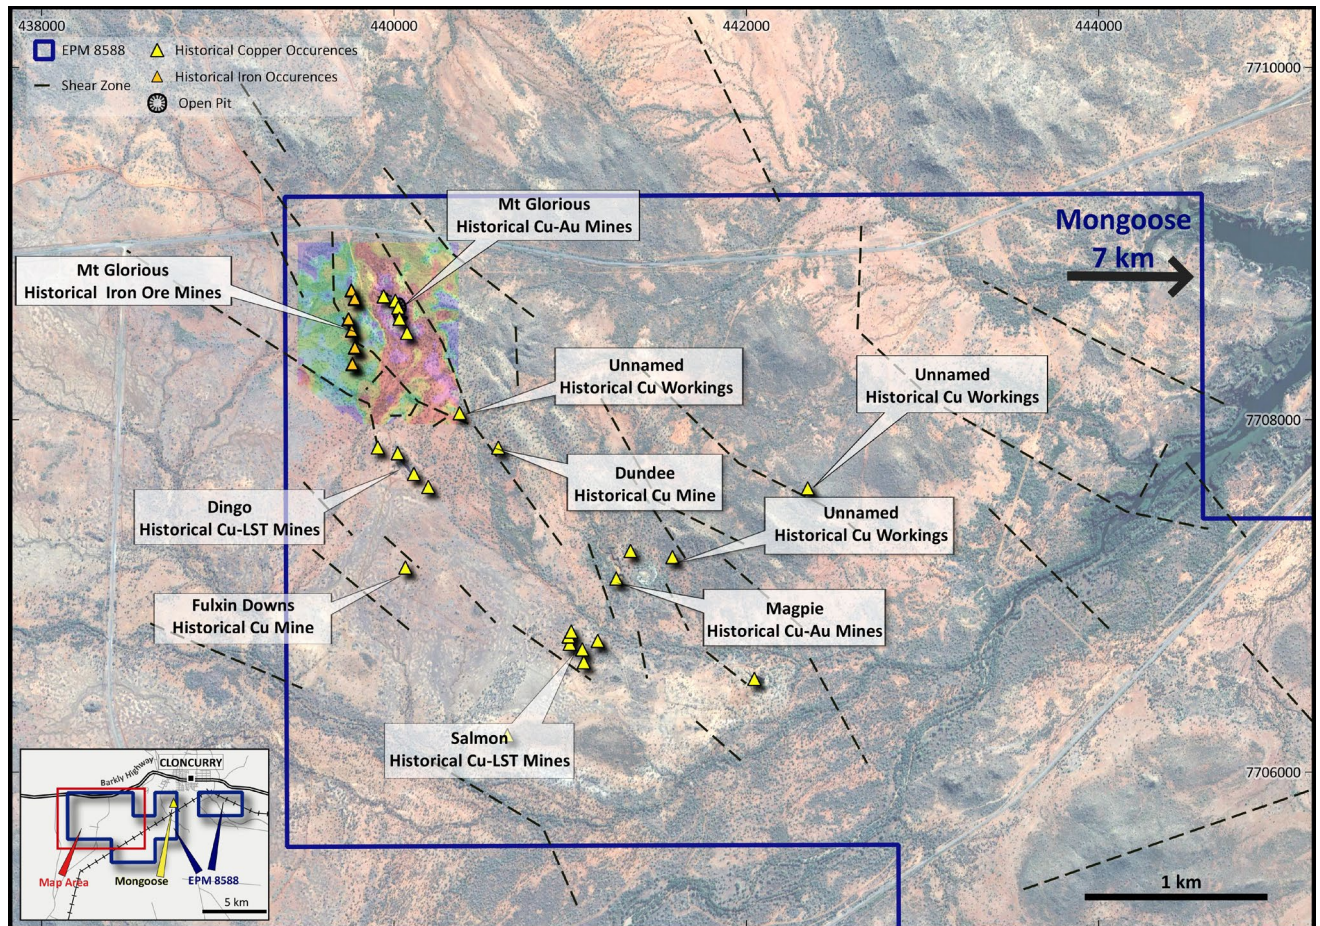 438000
440000
442000
444000
EPM 8588
Historical Copper Occurences
Shear Zone
Historical Iron Occurences
Open Pit
7710000
Mt Glorious
Historical Cu-Au Mines
Mongoose
7 km
Mt Glorious
Historical Iron Ore Mines
Unnamed
Historical Cu Workings
Unnamed
Historical Cu Workings
7708000
Dundee
Historical Cu Mine
Dingo
Historical Cu-LST Mines
Unnamed
Historical Cu Workings
Fulxin Downs
Historical Cu Mine
Magpie
Historical Cu-Au Mines
Salmon
Historical Cu-LST Mines
7706000
Barkly Highway
CLONCURRY
Map Area
Mongoose
EPM 8588
5 km
1 km